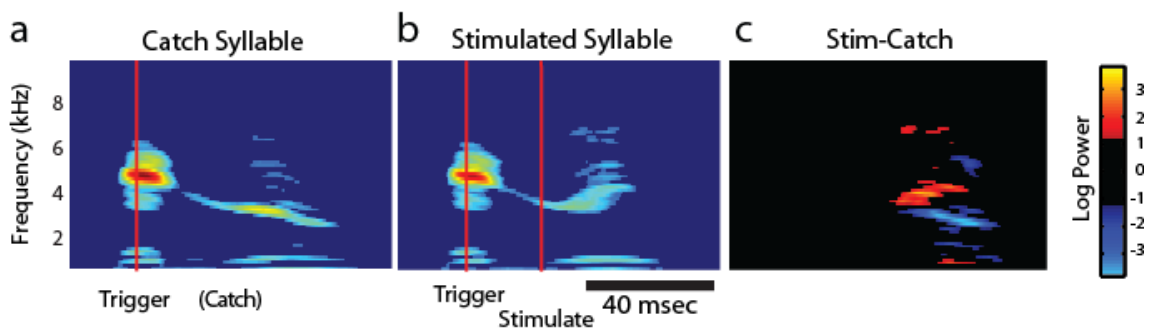 a
Catch Syllable
b
Stimulated Syllable
c
Stim-Catch
Frequency (kHz)
8
6
4
2
Trigger
(Catch)
Trigger
Stimulate
40 msec
Log Power
3
2
1
0
-1
-2
-3